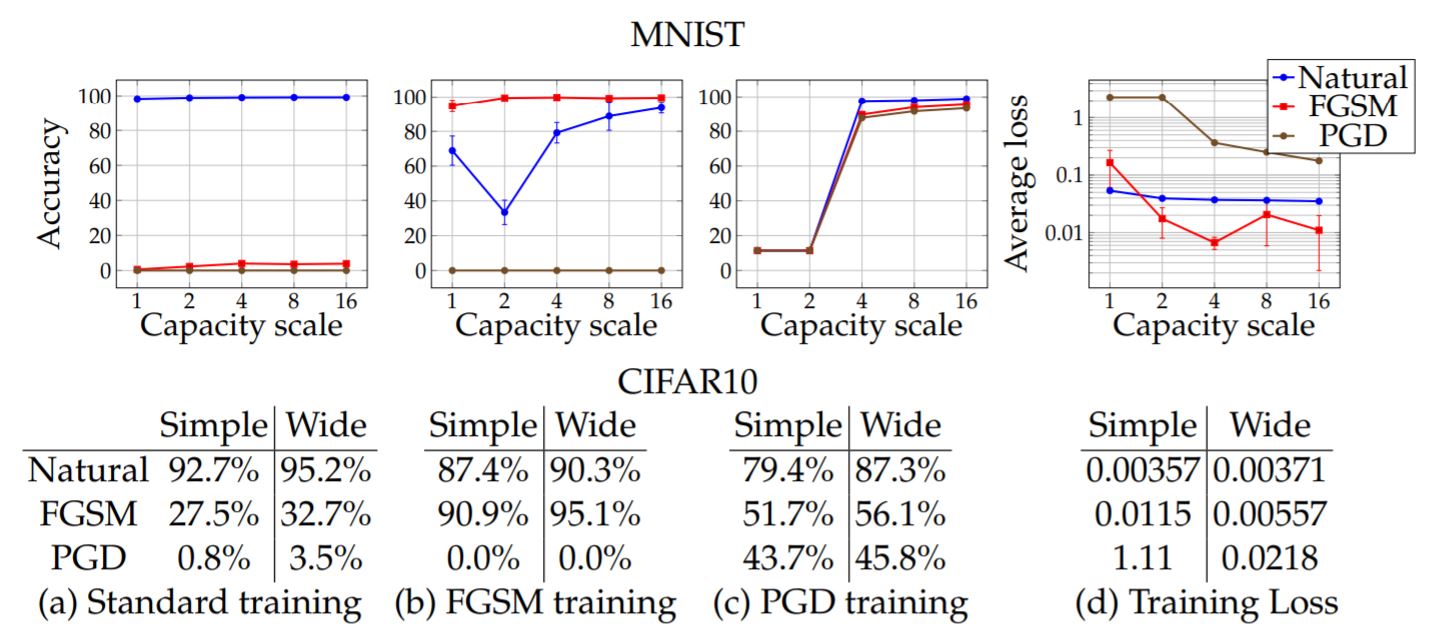 MNIST
Accuracy
100
80
60
40
20
0
1 2 4 8 16
Capacity scale
100
80
60
40
20
0
1 2 4 8 16
Capacity scale
100
80
60
40
20
0
1 2 4 8 16
Capacity scale
Average loss
1
0.1
0.01
1 2 4 8 16
Capacity scale
Natural
FGSM
PGD
CIFAR10
Simple Wide Simple Wide Simple Wide Simple Wide
Natural 92.7% 95.2% 87.4% 90.3% 79.4% 87.3% 0.00357 0.00371
FGSM 27.5% 32.7% 90.9% 95.1% 51.7% 56.1% 0.0115 0.00557
PGD 0.8% 3.5% 0.0% 0.0% 43.7% 45.8% 1.11 0.0218
(a) Standard training (b) FGSM training (c) PGD training (d) Training Loss